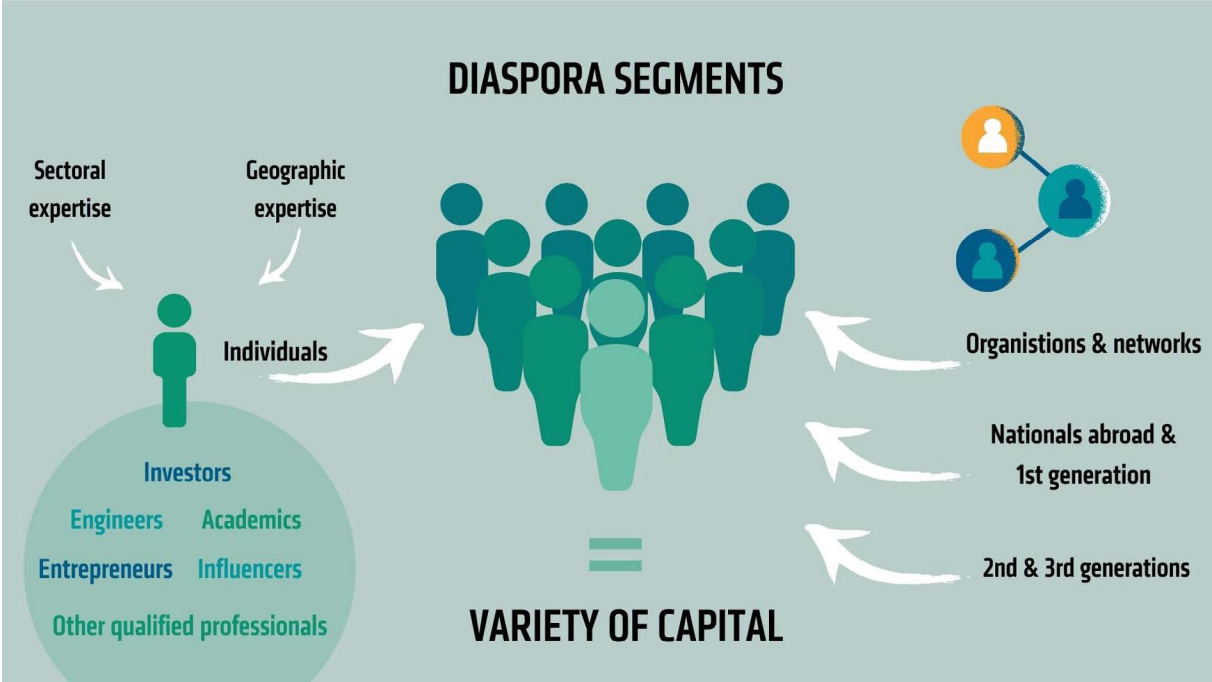 DIASPORA SEGMENTS
Sectoral
expertise
Geographic
expertise
Individuals
Investors
Engineers
Academics
Entrepreneurs
Influencers
Other qualified professionals
Organistions & networks
Nationals abroad &
1st generation
2nd & 3rd generations
=
VARIETY OF CAPITAL